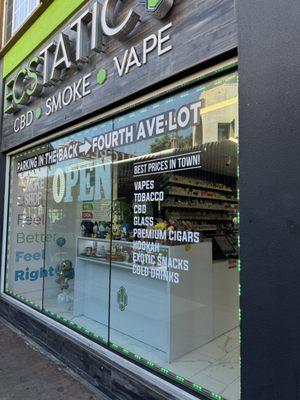 ECSTATIC
CBD • SMOKE • VAPE
PARKING IN THE BACK → FOURTH AVE LOT
OPEN
BEST PRICES IN TOWN!
VAPES
TOBACCO
CBD
GLASS
PREMIUM CIGARS
HOOKAH
EXOTIC SNACKS
COLD DRINKS
SHOP
Feel
Better
Feel
Right!